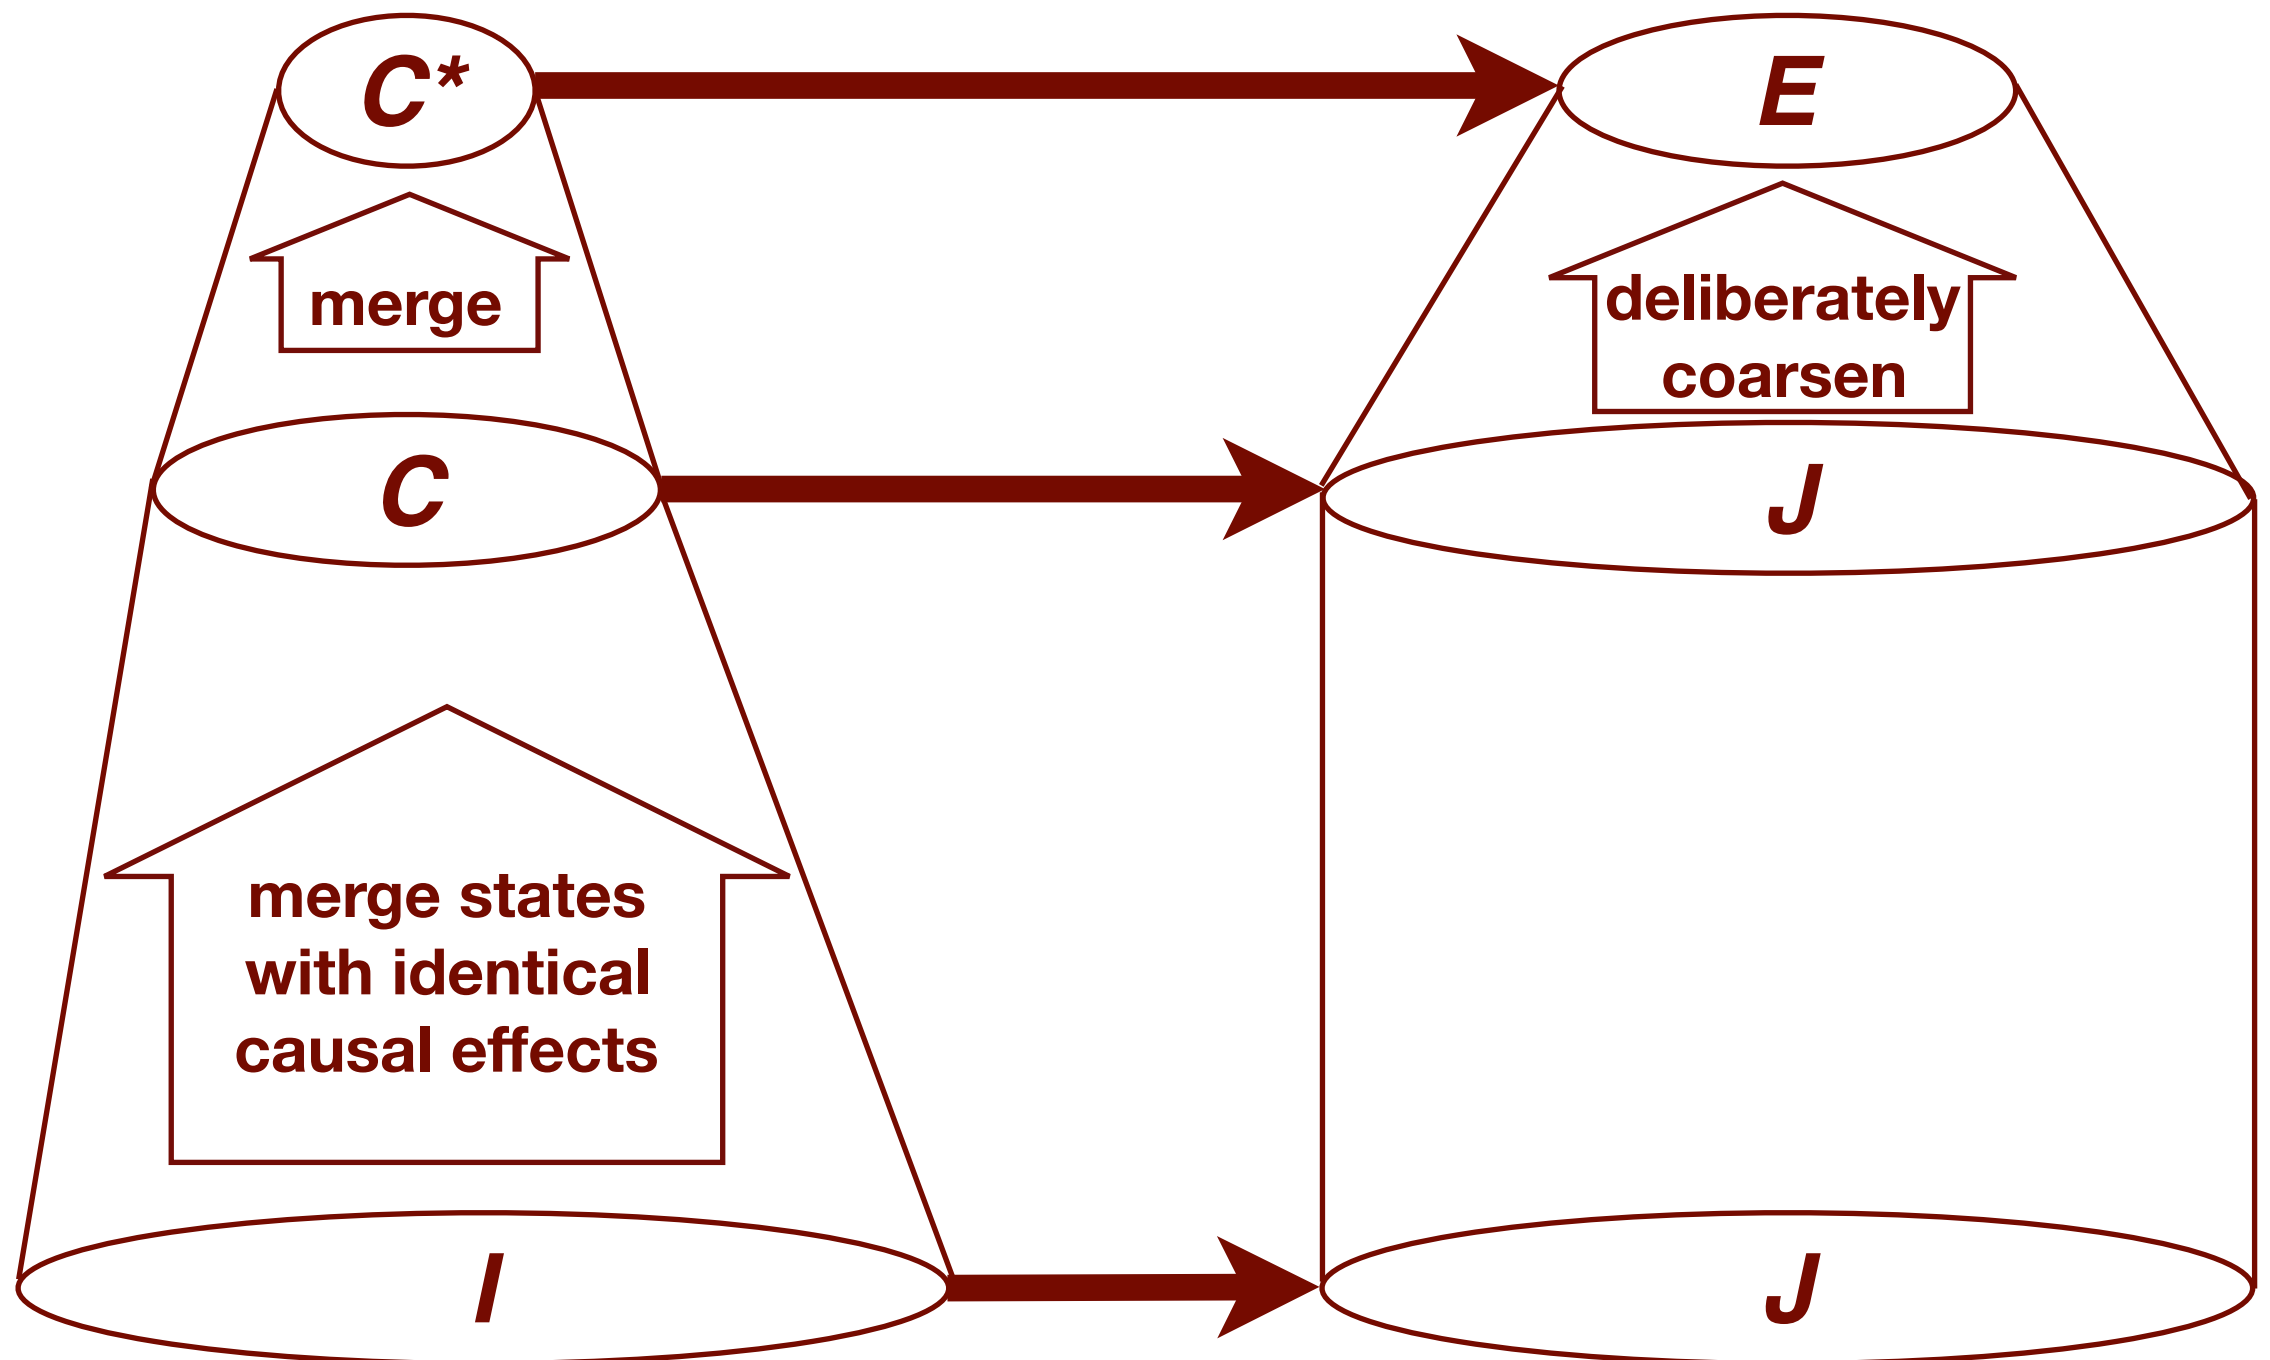 C*
E
merge
deliberately
coarsen
C
J
merge states
with identical
causal effects
I
J